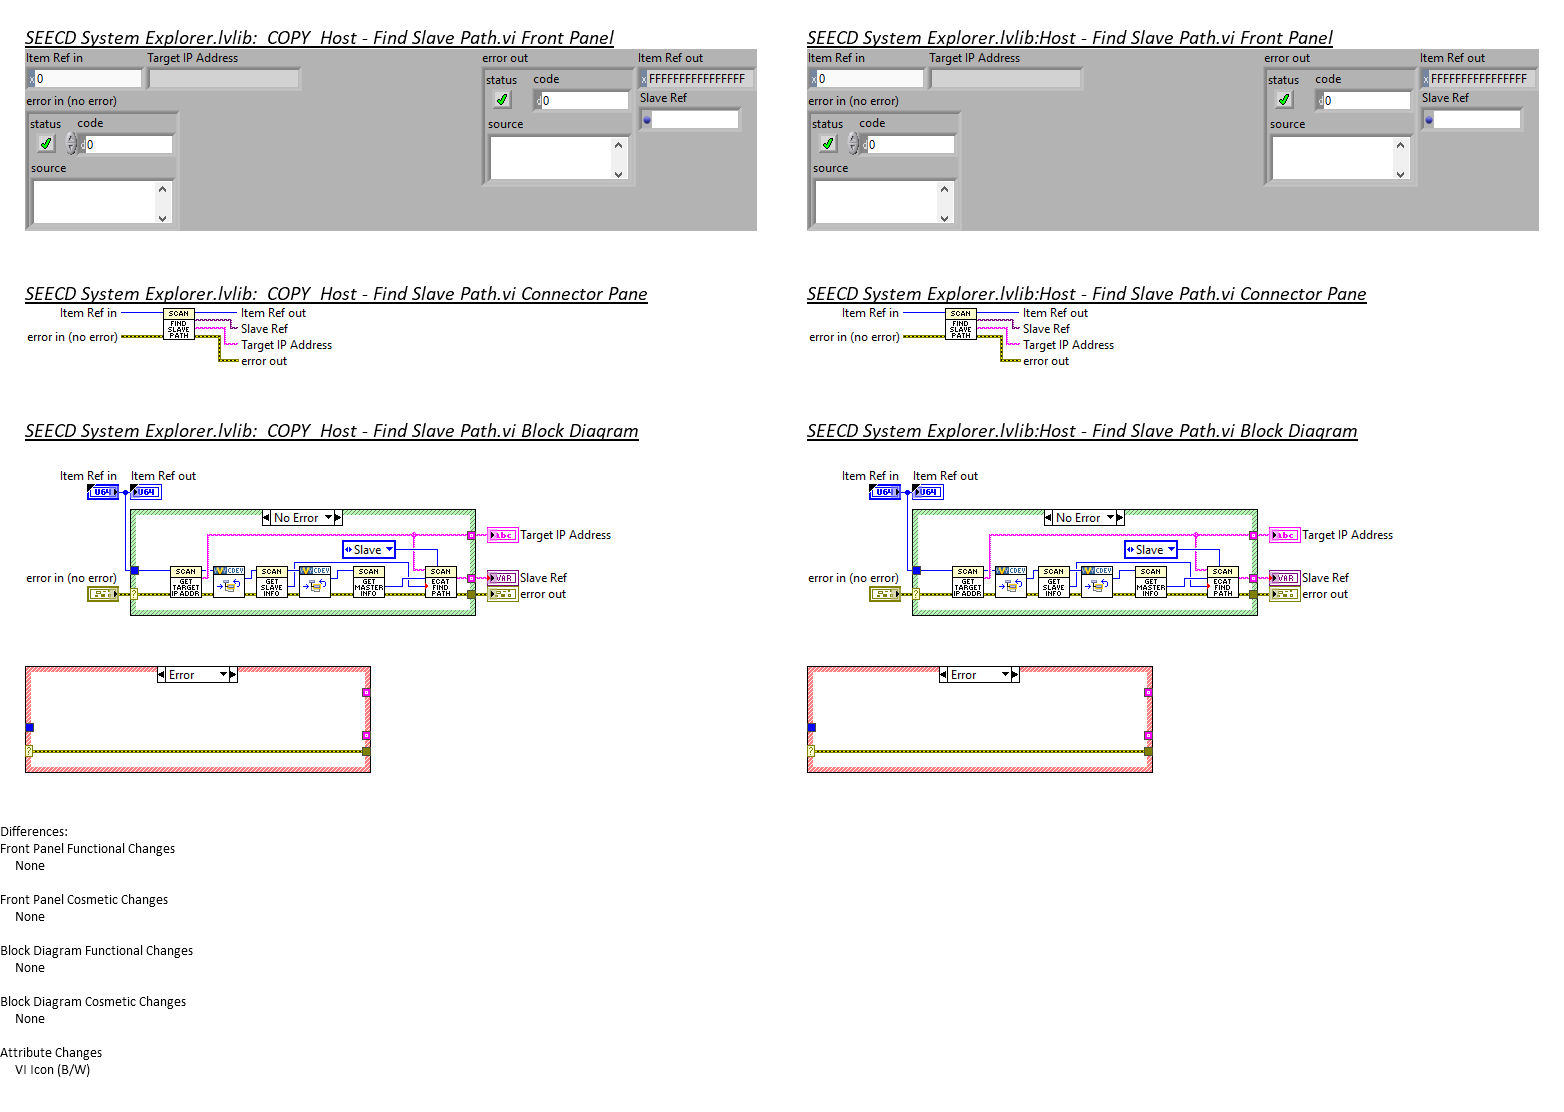 SEECD System Explorer.lvlib:_COPY_Host - Find Slave Path.vi Front Panel
Item Ref in
Target IP Address
x 0
error in (no error)
status
code
d 0
source
error out
status
code
d 0
source
Item Ref out
x FFFFFFFFFFFFFFFF
Slave Ref
SEECD System Explorer.lvlib:Host - Find Slave Path.vi Front Panel
Item Ref in
Target IP Address
x 0
error in (no error)
status
code
d 0
source
error out
status
code
d 0
source
Item Ref out
x FFFFFFFFFFFFFFFF
Slave Ref
SEECD System Explorer.lvlib:_COPY_Host - Find Slave Path.vi Connector Pane
Item Ref in
error in (no error)
SCAN
FIND
SLAVE
PATH
Item Ref out
Slave Ref
Target IP Address
error out
SEECD System Explorer.lvlib:Host - Find Slave Path.vi Connector Pane
Item Ref in
error in (no error)
SCAN
FIND
SLAVE
PATH
Item Ref out
Slave Ref
Target IP Address
error out
SEECD System Explorer.lvlib:_COPY_Host - Find Slave Path.vi Block Diagram
Item Ref in
Item Ref out
U64
U64
No Error
abc Target IP Address
Slave
error in (no error)
SCAN
GET
TARGET
IP ADDR
CDEV
SCAN
GET
SLAVE
INFO
CDEV
SCAN
GET
MASTER
INFO
SCAN
ECAT
FIND
PATH
VAR Slave Ref
error out
?
Error
?
SEECD System Explorer.lvlib:Host - Find Slave Path.vi Block Diagram
Item Ref in
Item Ref out
U64
U64
No Error
abc Target IP Address
Slave
error in (no error)
SCAN
GET
TARGET
IP ADDR
CDEV
SCAN
GET
SLAVE
INFO
CDEV
SCAN
GET
MASTER
INFO
SCAN
ECAT
FIND
PATH
VAR Slave Ref
error out
?
Error
?
Differences:
Front Panel Functional Changes
None
Front Panel Cosmetic Changes
None
Block Diagram Functional Changes
None
Block Diagram Cosmetic Changes
None
Attribute Changes
VI Icon (B/W)